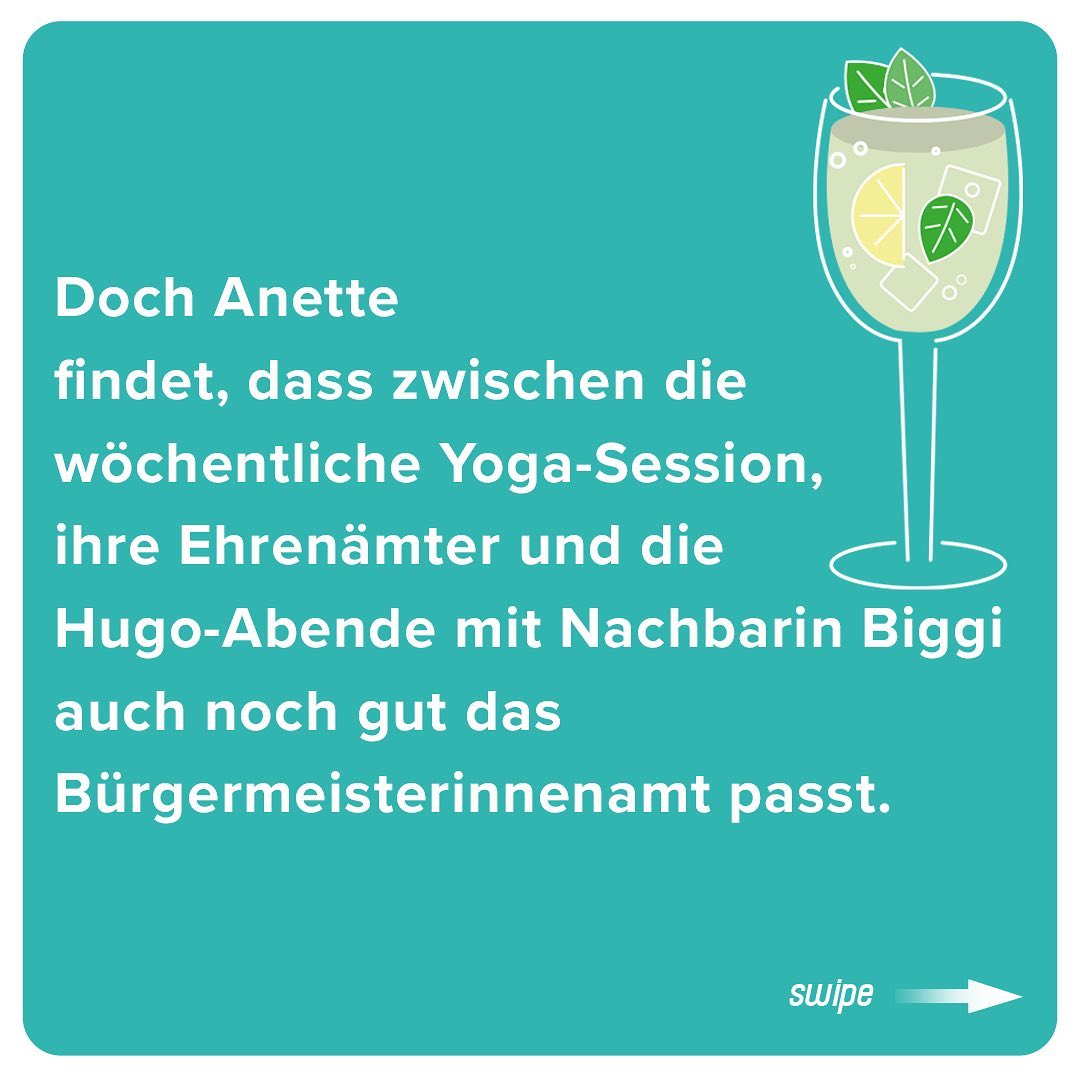 Doch Anette
findet, dass zwischen die
wöchentliche Yoga-Session,
ihre Ehrenämter und die
Hugo-Abende mit Nachbarin Biggi
auch noch gut das
Bürgermeisterinnenamt passt.
swipe